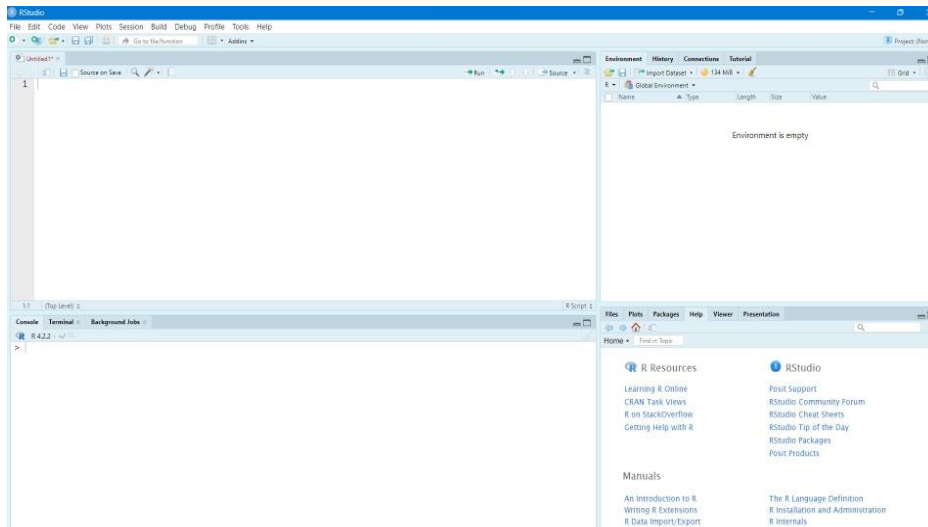 RStudio
File Edit Code View Plots Session Build Debug Profile Tools Help
Go to file/function Addins
Project: (Non
Untitled1*
Source on Save Run Source
1
1:1 (Top Level) R Script
Console Terminal Background Jobs
R 4.2.2 · ~/
>
Environment History Connections Tutorial
Import Dataset 134 MiB Grid
R Global Environment
Name Type Length Size Value
Environment is empty
Files Plots Packages Help Viewer Presentation
Home Find in Topic
R Resources
Learning R Online
CRAN Task Views
R on StackOverflow
Getting Help with R
RStudio
Posit Support
RStudio Community Forum
RStudio Cheat Sheets
RStudio Tip of the Day
RStudio Packages
Posit Products
Manuals
An Introduction to R
Writing R Extensions
R Data Import/Export
The R Language Definition
R Installation and Administration
R Internals